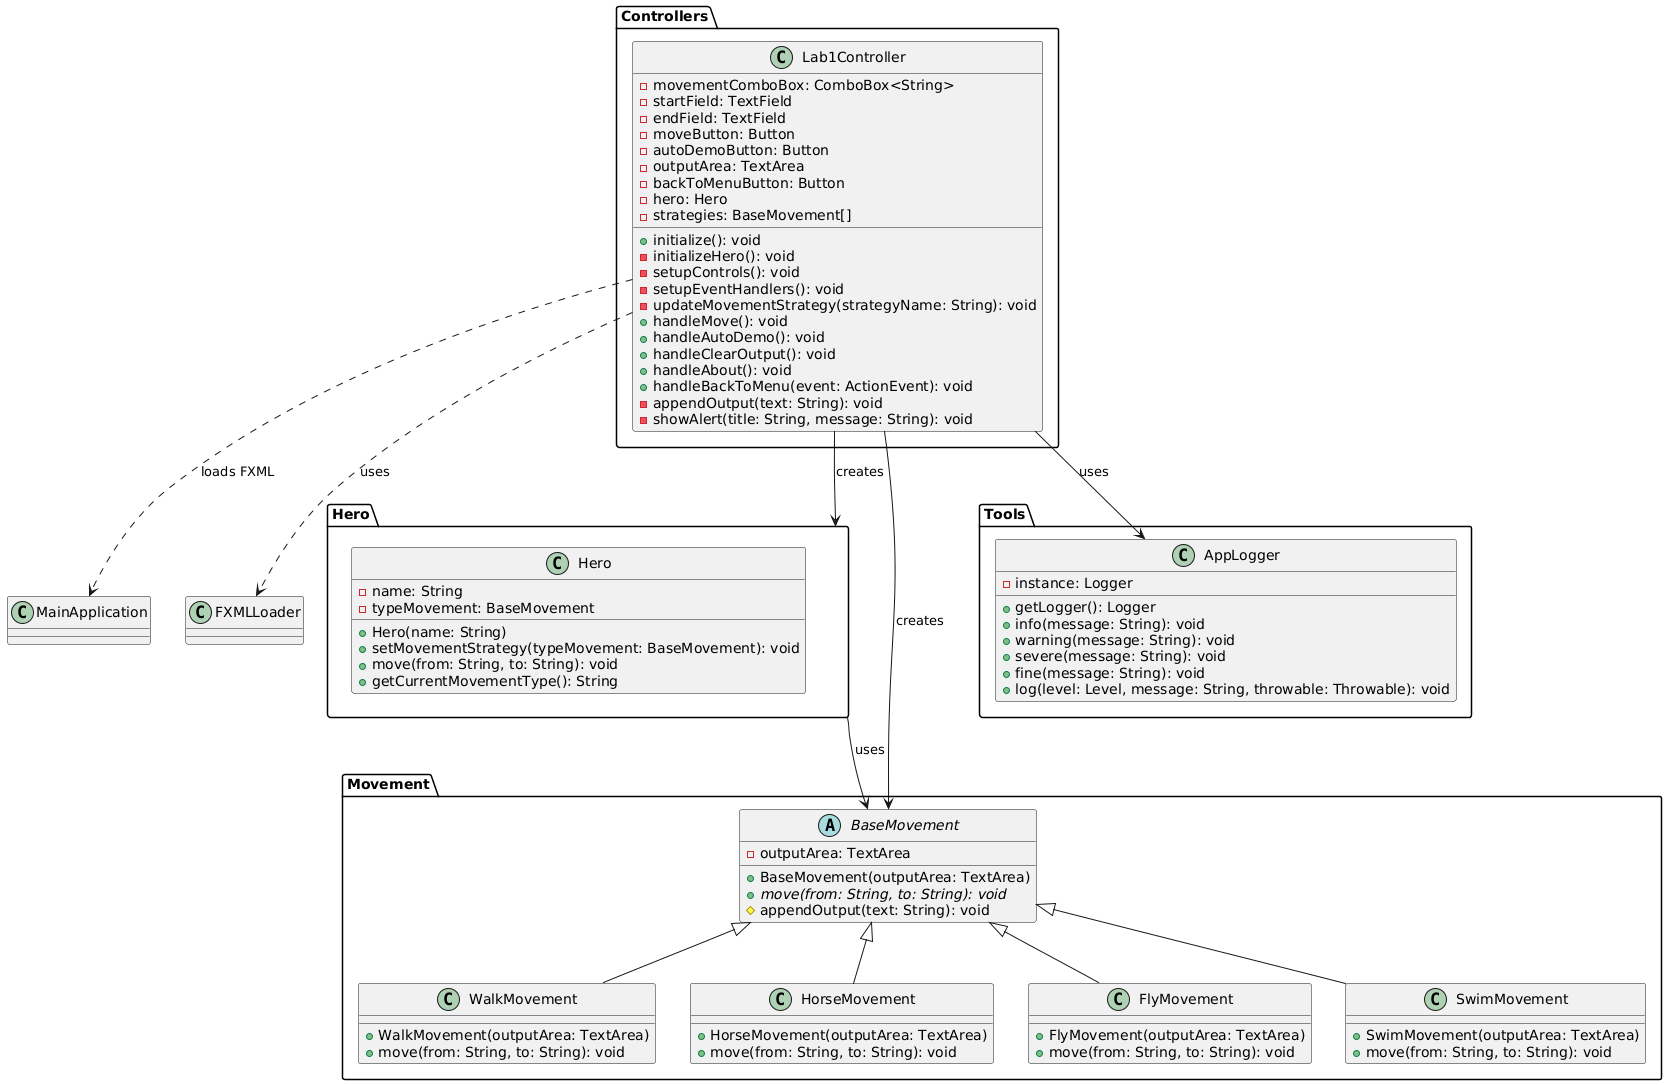 Controllers
Lab1Controller
movementComboBox: ComboBox<String>
startField: TextField
endField: TextField
moveButton: Button
autoDemoButton: Button
outputArea: TextArea
backToMenuButton: Button
hero: Hero
strategies: BaseMovement[]
initialize(): void
initializeHero(): void
setupControls(): void
setupEventHandlers(): void
updateMovementStrategy(strategyName: String): void
handleMove(): void
handleAutoDemo(): void
handleClearOutput(): void
handleAbout(): void
handleBackToMenu(event: ActionEvent): void
appendOutput(text: String): void
showAlert(title: String, message: String): void
loads FXML
uses
creates
uses
MainApplication
FXMLLoader
Hero
Hero
name: String
typeMovement: BaseMovement
Hero(name: String)
setMovementStrategy(typeMovement: BaseMovement): void
move(from: String, to: String): void
getCurrentMovementType(): String
creates
Tools
AppLogger
instance: Logger
getLogger(): Logger
info(message: String): void
warning(message: String): void
severe(message: String): void
fine(message: String): void
log(level: Level, message: String, throwable: Throwable): void
uses
Movement
BaseMovement
outputArea: TextArea
BaseMovement(outputArea: TextArea)
move(from: String, to: String): void
appendOutput(text: String): void
WalkMovement
WalkMovement(outputArea: TextArea)
move(from: String, to: String): void
HorseMovement
HorseMovement(outputArea: TextArea)
move(from: String, to: String): void
FlyMovement
FlyMovement(outputArea: TextArea)
move(from: String, to: String): void
SwimMovement
SwimMovement(outputArea: TextArea)
move(from: String, to: String): void